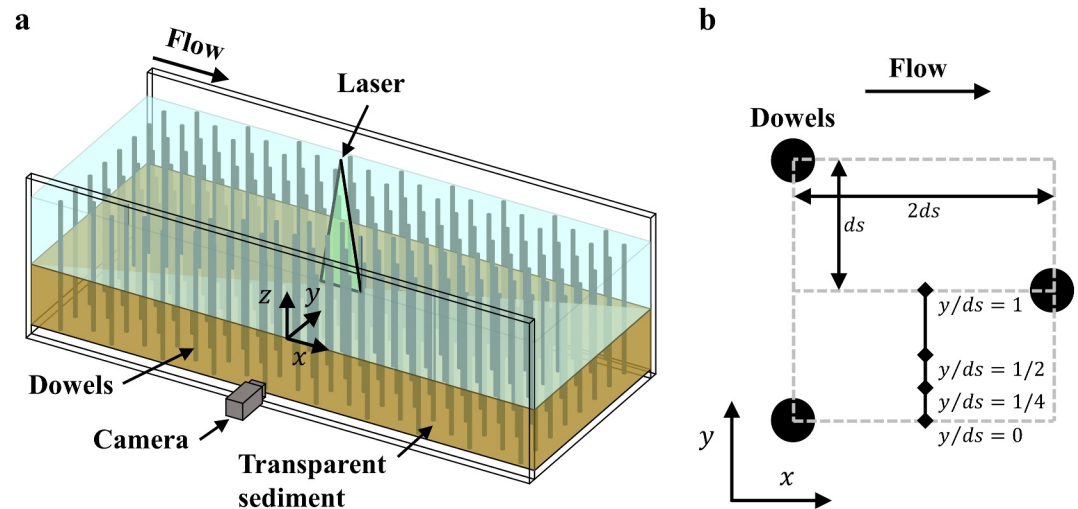 a
Flow
Laser
z
y
x
Dowels
Camera
Transparent
sediment
b
Flow
Dowels
2ds
ds
y/ds = 1
y/ds = 1/2
y/ds = 1/4
y/ds = 0
y
x